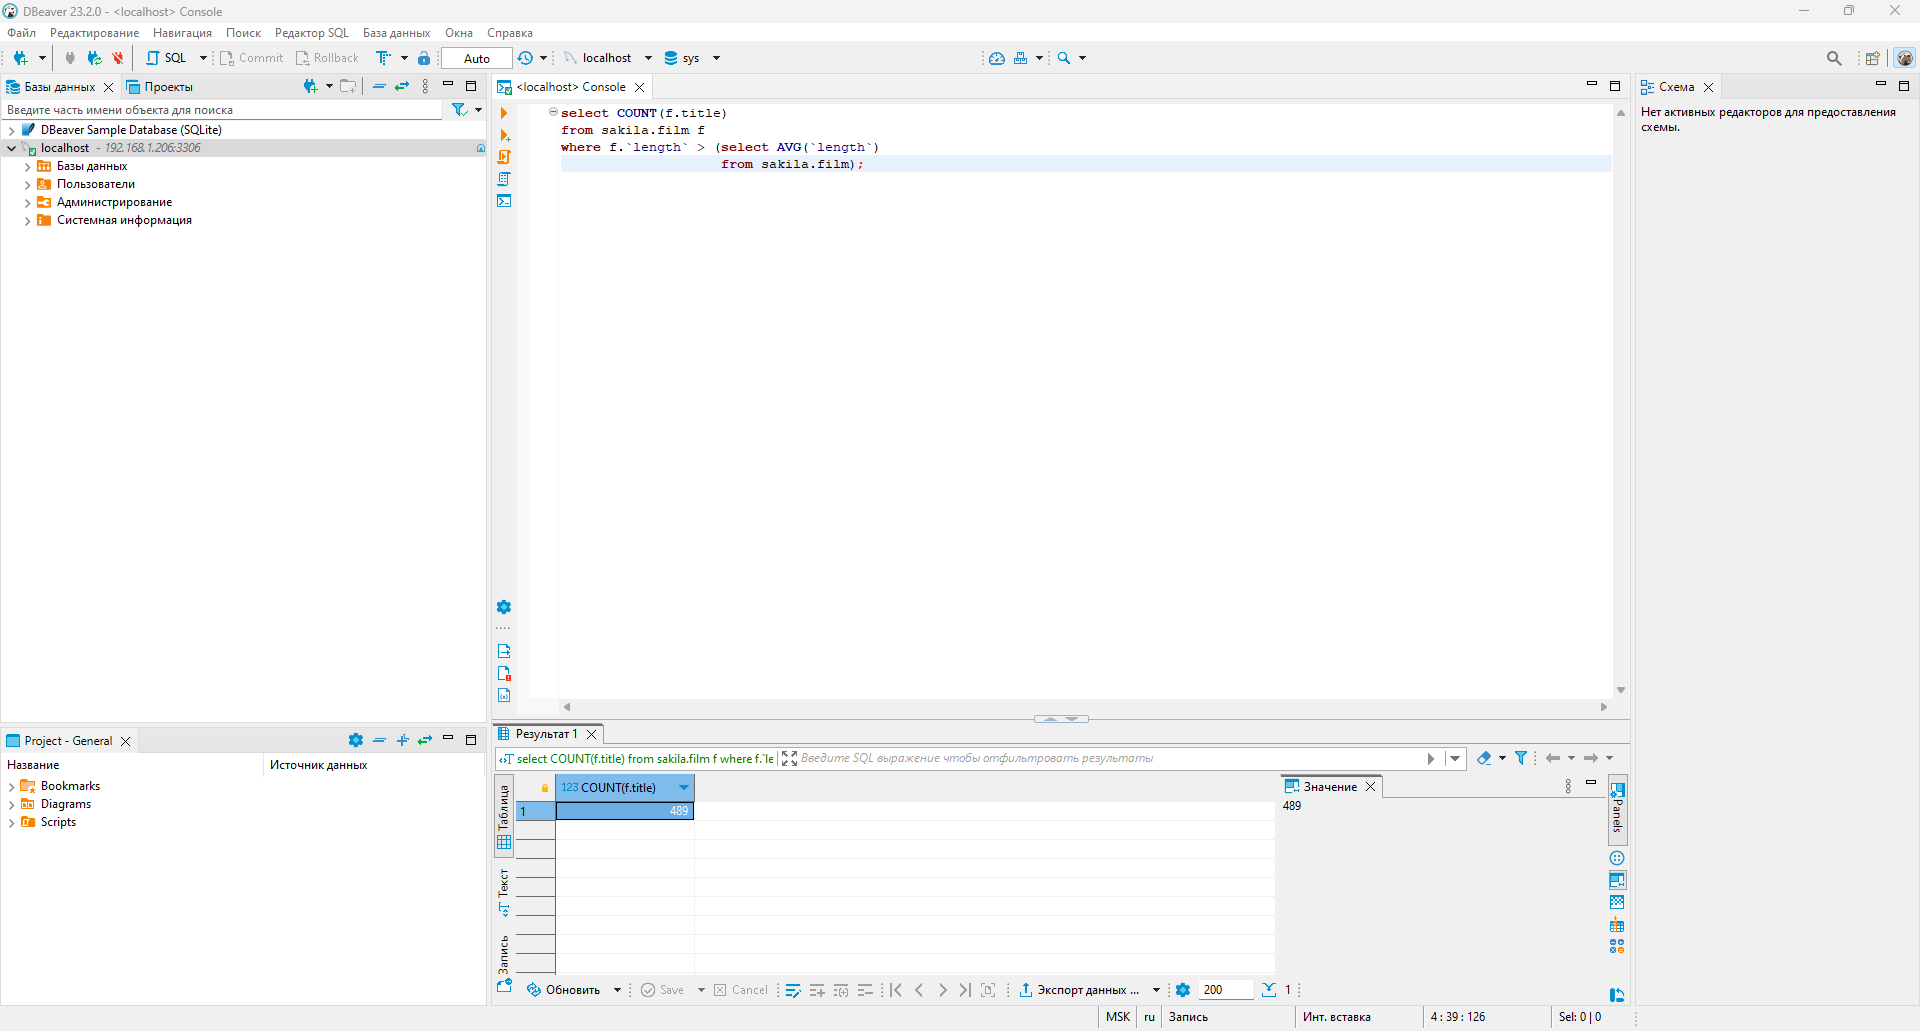 DBeaver 23.2.0 - <localhost> Console
Файл Редактирование Навигация Поиск Редактор SQL База данных Окна Справка
SQL Commit Rollback Auto localhost sys
Базы данных Проекты
Введите часть имени объекта для поиска
DBeaver Sample Database (SQLite)
localhost - 192.168.1.206:3306
Базы данных
Пользователи
Администрирование
Системная информация
<localhost> Console
select COUNT(f.title)
from sakila.film f
where f.`length` > (select AVG(`length`)
from sakila.film);
Схема
Нет активных редакторов для предоставления
схемы.
Project - General
Название Источник данных
Bookmarks
Diagrams
Scripts
Результат 1
select COUNT(f.title) from sakila.film f where f.`le Введите SQL выражение чтобы отфильтровать результаты
Таблица
Текст
Запись
123 COUNT(f.title)
1 489
Значение
489
Panels
Обновить Save Cancel Экспорт данных ... 200 1
MSK ru Запись Инт. вставка 4 : 39 : 126 Sel: 0 | 0